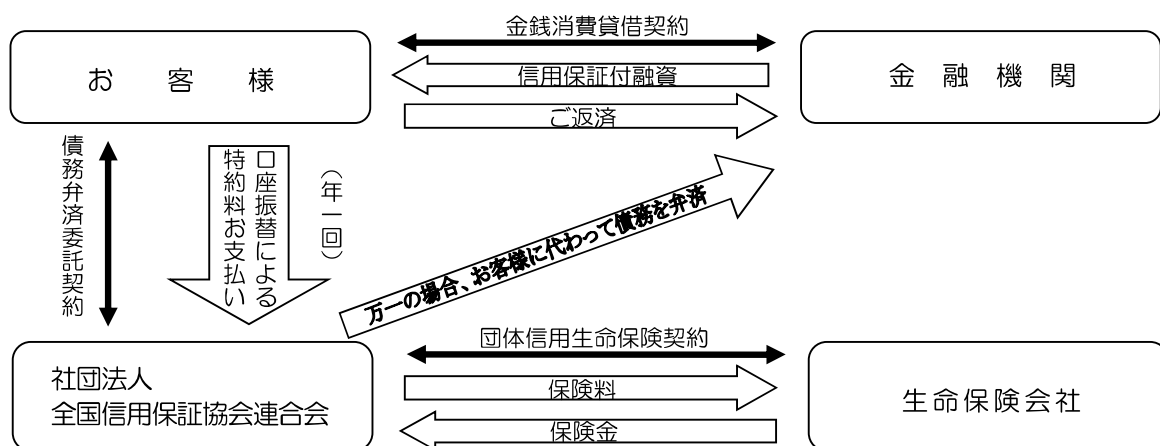 金銭消費貸借契約
お客様
信用保証付融資
金融機関
ご返済
債務弁済委託契約
口座振替による
特約料お支払い
（年一回）
万一の場合、お客様に代わって債務を弁済
団体信用生命保険契約
社団法人
全国信用保証協会連合会
保険料
生命保険会社
保険金